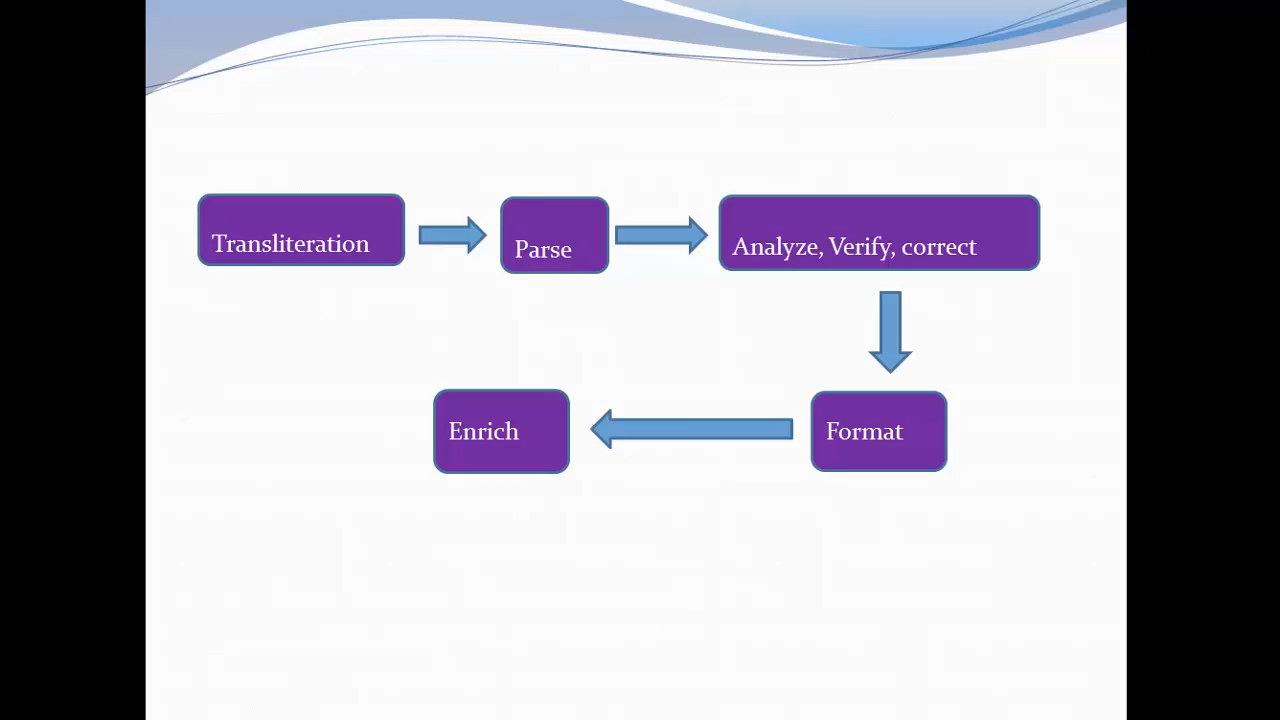 Transliteration
Parse
Analyze, Verify, correct
Format
Enrich